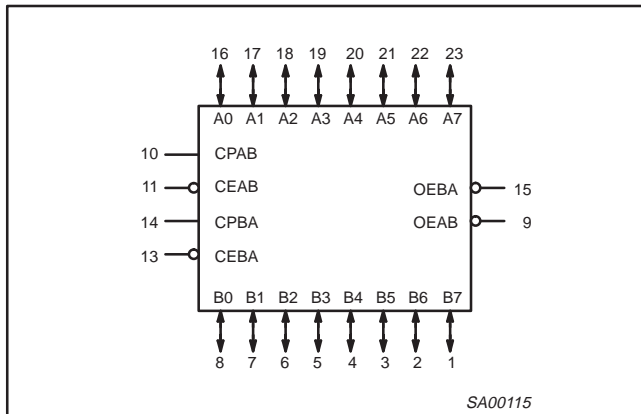 16 17 18 19 20 21 22 23
A0 A1 A2 A3 A4 A5 A6 A7
10 CPAB
11 CEAB OEBA 15
14 CPBA OEAB 9
13 CEBA
B0 B1 B2 B3 B4 B5 B6 B7
8 7 6 5 4 3 2 1
SA00115